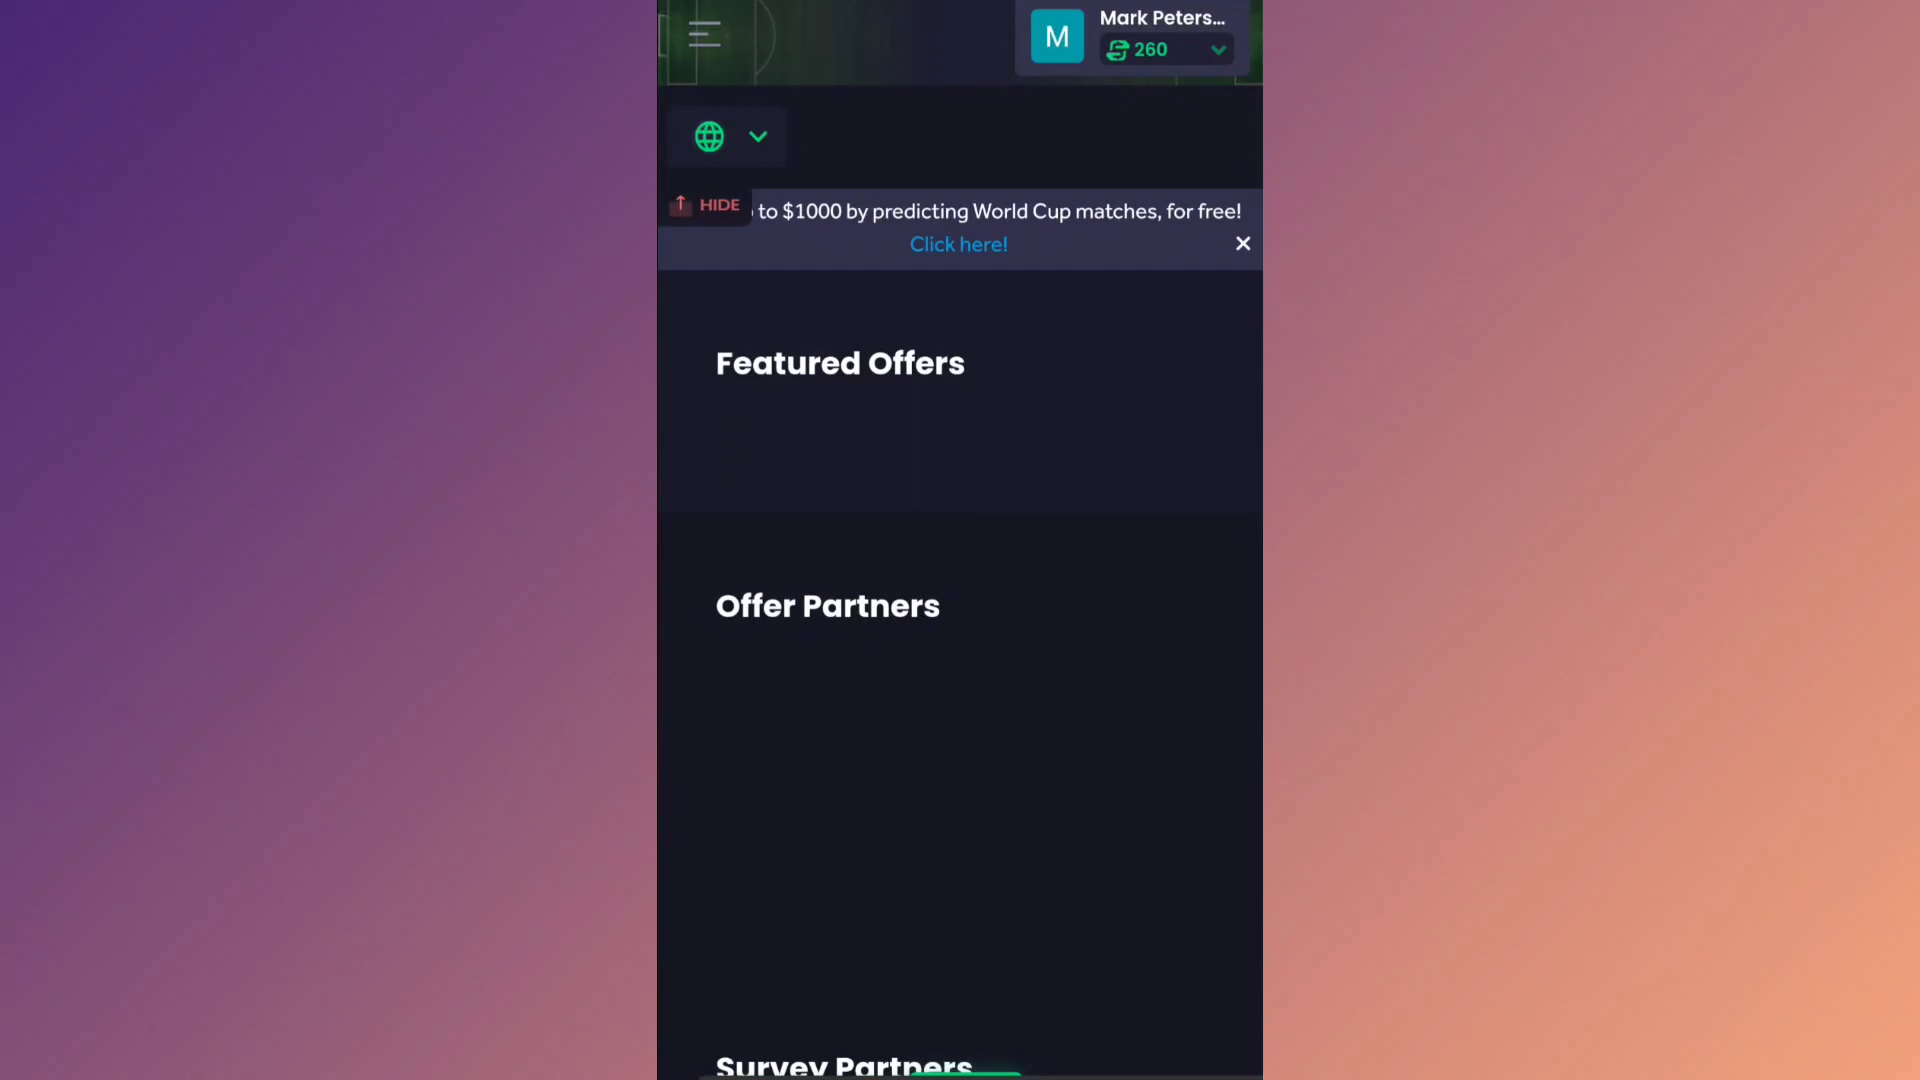 Mark Peters...
M
260
HIDE
to $1000 by predicting World Cup matches, for free!
Click here!
Featured Offers
Offer Partners
Survey Partners